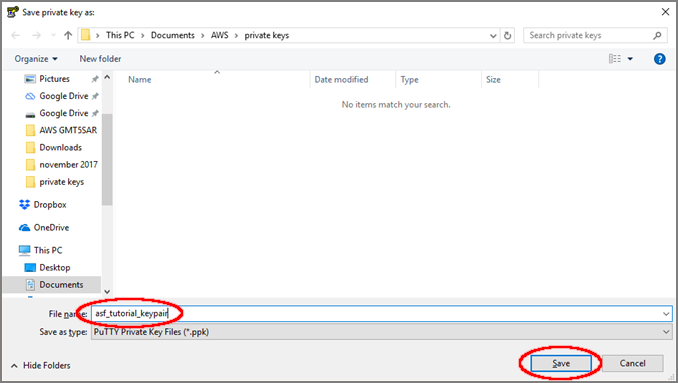 Save private key as:
This PC > Documents > AWS > private keys
Search private keys
Organize
New folder
Name
Date modified
Type
Size
No items match your search.
Pictures
Google Drive
Google Drive
AWS GMT5SAR
Downloads
november 2017
private keys
Dropbox
OneDrive
This PC
Desktop
Documents
File name: asf_tutorial_keypair
Save as type: PuTTY Private Key Files (*.ppk)
Hide Folders
Save
Cancel